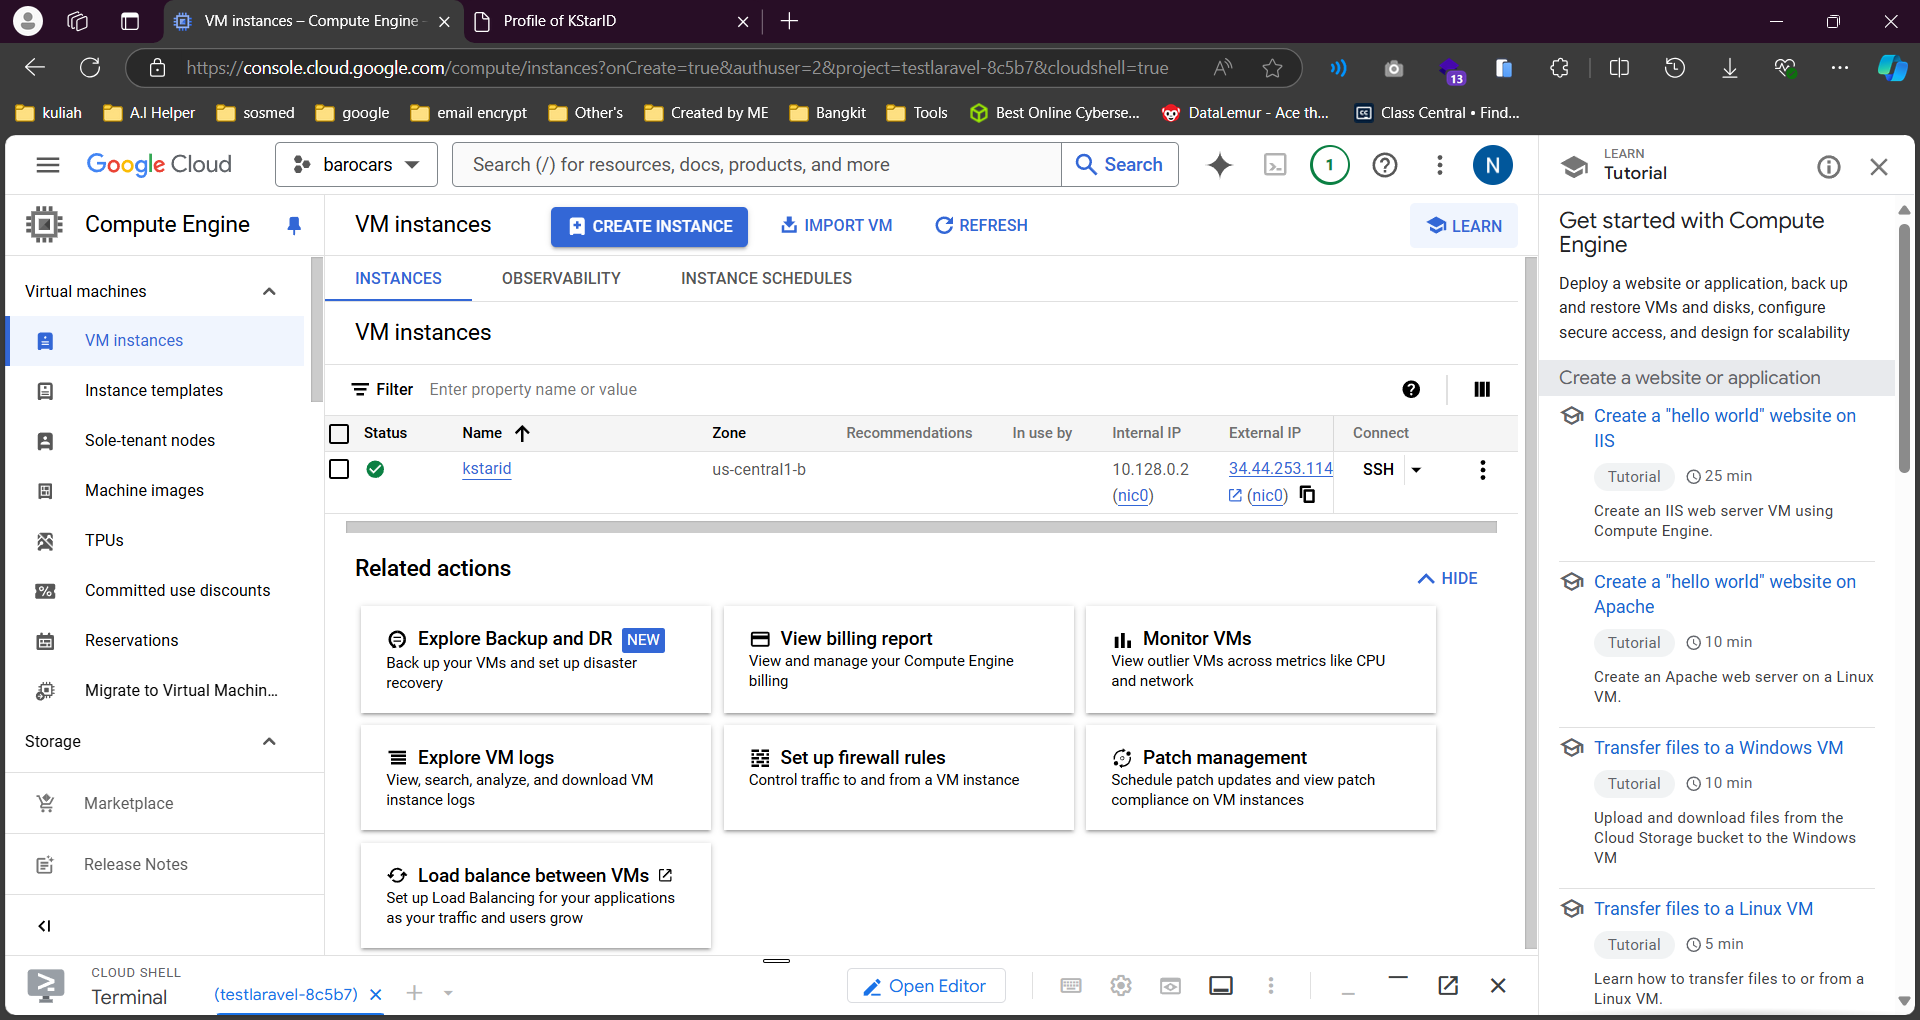 VM instances – Compute Engine -
Profile of KStarID
https://console.cloud.google.com/compute/instances?onCreate=true&authuser=2&project=testlaravel-8c5b7&cloudshell=true
13
kuliah
A.I Helper
sosmed
google
email encrypt
Other's
Created by ME
Bangkit
Tools
Best Online Cyberse...
DataLemur - Ace th...
Class Central • Find...
Google Cloud
barocars
Search (/) for resources, docs, products, and more
Search
1
N
LEARN
Tutorial
Compute Engine
VM instances
CREATE INSTANCE
IMPORT VM
REFRESH
LEARN
Virtual machines
VM instances
Instance templates
Sole-tenant nodes
Machine images
TPUs
Committed use discounts
Reservations
Migrate to Virtual Machin...
Storage
Marketplace
Release Notes
INSTANCES
OBSERVABILITY
INSTANCE SCHEDULES
VM instances
Filter
Enter property name or value
Status
Name
Zone
Recommendations
In use by
Internal IP
External IP
Connect
kstarid
us-central1-b
10.128.0.2
(nic0)
34.44.253.114
(nic0)
SSH
Related actions
HIDE
Explore Backup and DR
NEW
Back up your VMs and set up disaster
recovery
View billing report
View and manage your Compute Engine
billing
Monitor VMs
View outlier VMs across metrics like CPU
and network
Explore VM logs
View, search, analyze, and download VM
instance logs
Set up firewall rules
Control traffic to and from a VM instance
Patch management
Schedule patch updates and view patch
compliance on VM instances
Load balance between VMs
Set up Load Balancing for your applications
as your traffic and users grow
Get started with Compute
Engine
Deploy a website or application, back up
and restore VMs and disks, configure
secure access, and design for scalability
Create a website or application
Create a "hello world" website on
IIS
Tutorial
25 min
Create an IIS web server VM using
Compute Engine.
Create a "hello world" website on
Apache
Tutorial
10 min
Create an Apache web server on a Linux
VM.
Transfer files to a Windows VM
Tutorial
10 min
Upload and download files from the
Cloud Storage bucket to the Windows
VM
Transfer files to a Linux VM
Tutorial
5 min
Learn how to transfer files to or from a
Linux VM.
CLOUD SHELL
Terminal
(testlaravel-8c5b7)
Open Editor